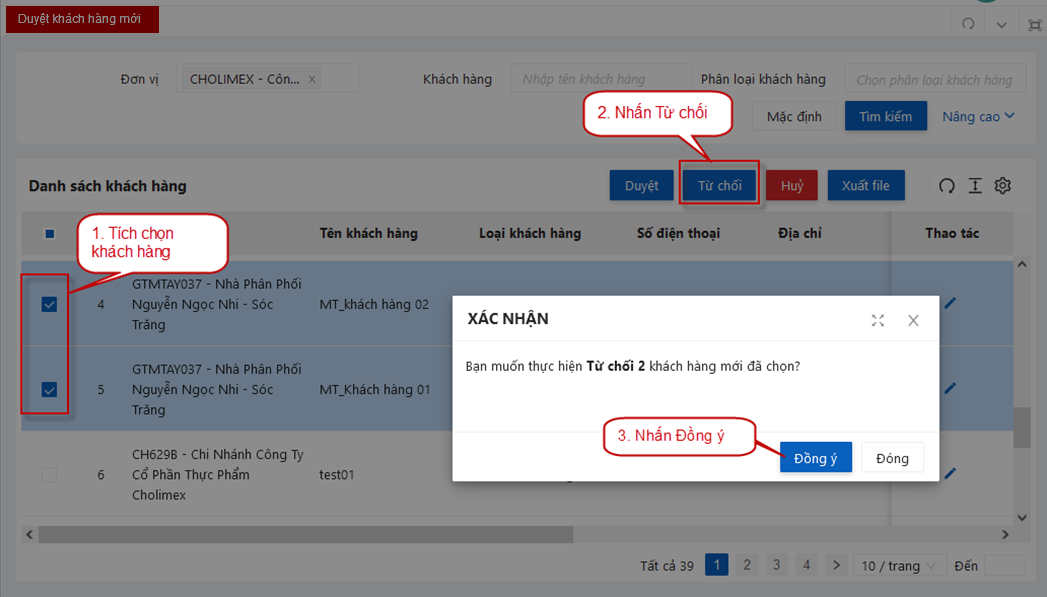 Duyệt khách hàng mới
Đơn vị
CHOLIMEX - Côn... ×
Khách hàng
Nhập tên khách hàng
Phân loại khách hàng
Chọn phân loại khách hàng
2. Nhấn Từ chối
Mặc định
Tìm kiếm
Nâng cao
Danh sách khách hàng
Duyệt
Từ chối
Huỷ
Xuất file
1. Tích chọn
khách hàng
Tên khách hàng
Loại khách hàng
Số điện thoại
Địa chỉ
Thao tác
4
GTMTAY037 - Nhà Phân Phối
Nguyễn Ngọc Nhi - Sóc
Trăng
MT_khách hàng 02
5
GTMTAY037 - Nhà Phân Phối
Nguyễn Ngọc Nhi - Sóc
Trăng
MT_Khách hàng 01
6
CH629B - Chi Nhánh Công Ty
Cổ Phần Thực Phẩm
Cholimex
test01
XÁC NHẬN
Bạn muốn thực hiện Từ chối 2 khách hàng mới đã chọn?
3. Nhấn Đồng ý
Đồng ý
Đóng
Tất cả 39
1
2
3
4
10 / trang
Đến